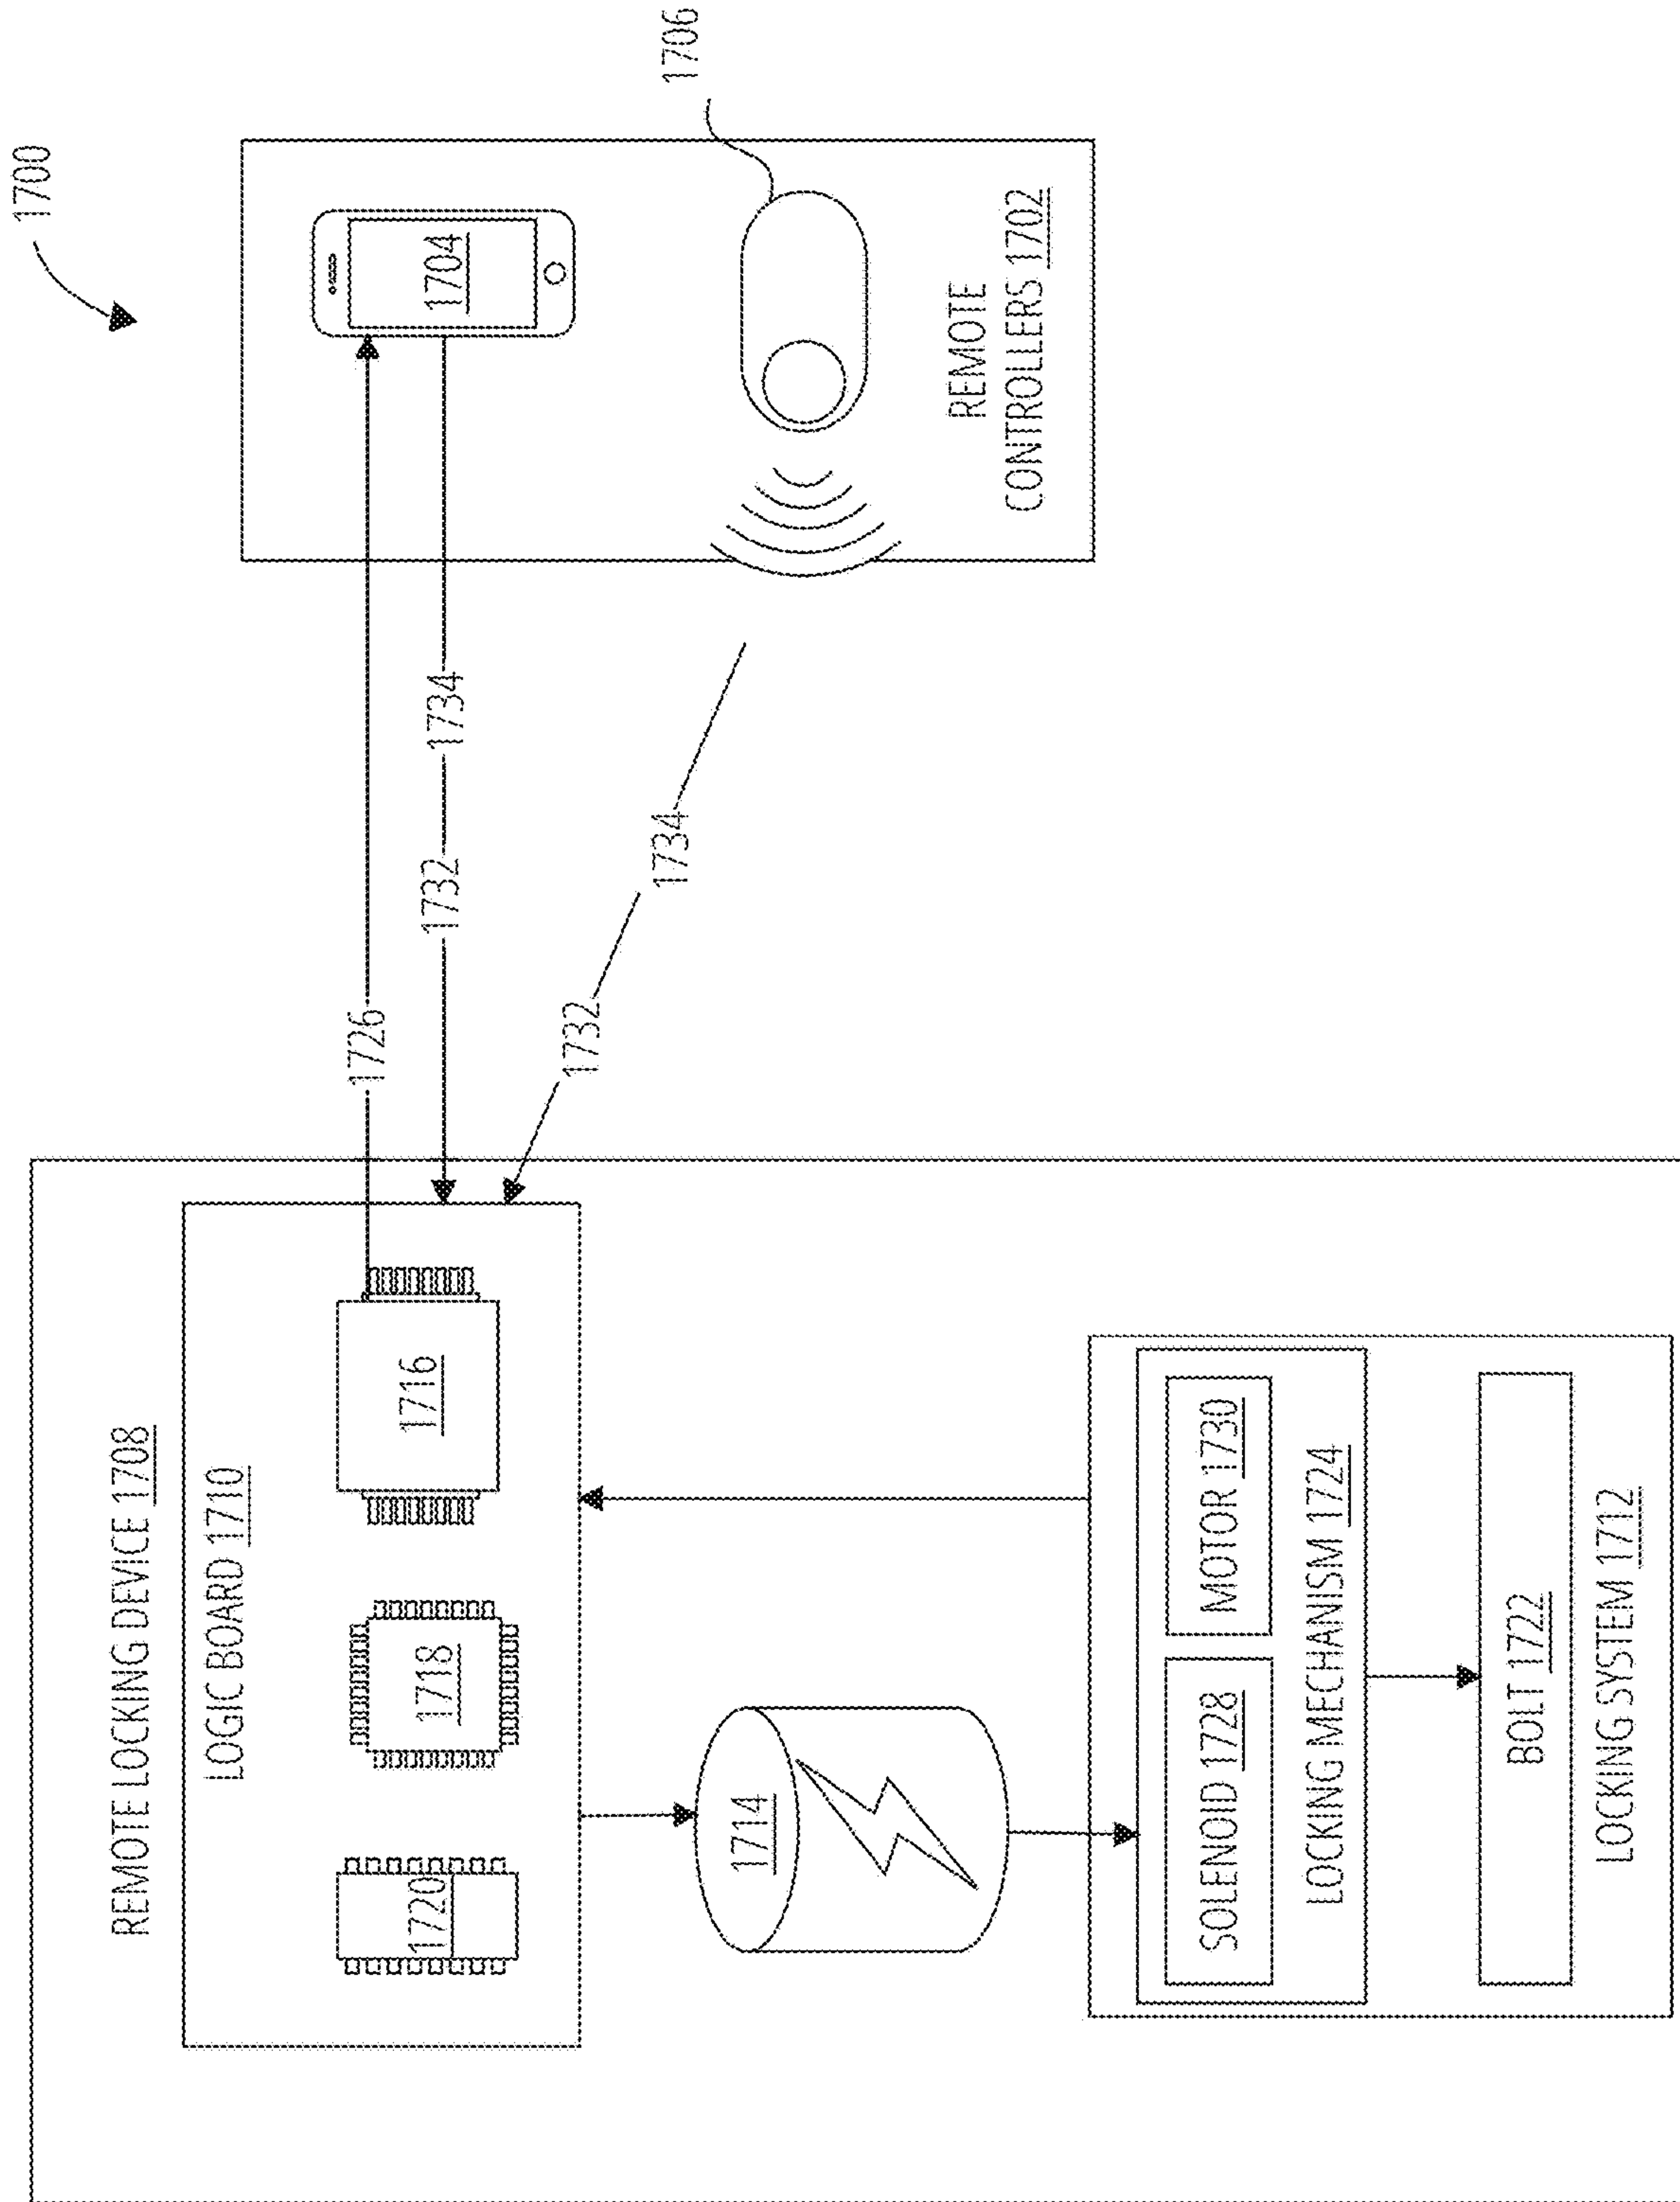 1700
REMOTE LOCKING DEVICE 1708
LOGIC BOARD 1710
1720
1718
1716
1726
1704
1732
1734
1732
1734
1706
REMOTE
CONTROLLERS 1702
1714
SOLENOID 1728
MOTOR 1730
LOCKING MECHANISM 1724
BOLT 1722
LOCKING SYSTEM 1712